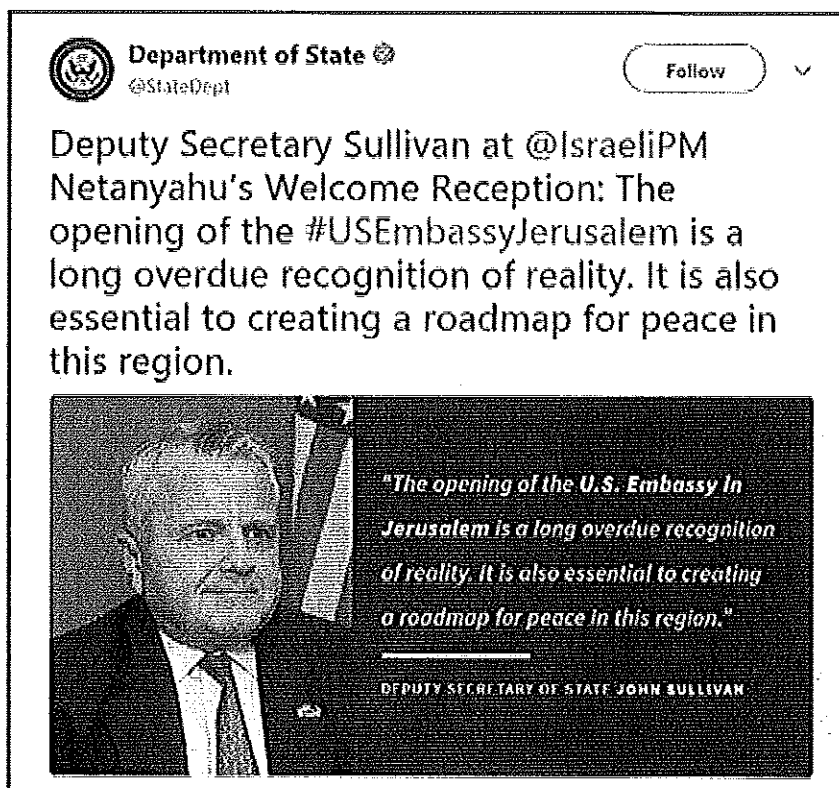 Department of State
@StateDept
Follow
Deputy Secretary Sullivan at @IsraeliPM
Netanyahu's Welcome Reception: The
opening of the #USEmbassyJerusalem is a
long overdue recognition of reality. It is also
essential to creating a roadmap for peace in
this region.
"The opening of the U.S. Embassy in
Jerusalem is a long overdue recognition
of reality. It is also essential to creating
a roadmap for peace in this region."
DEPUTY SECRETARY OF STATE JOHN SULLIVAN